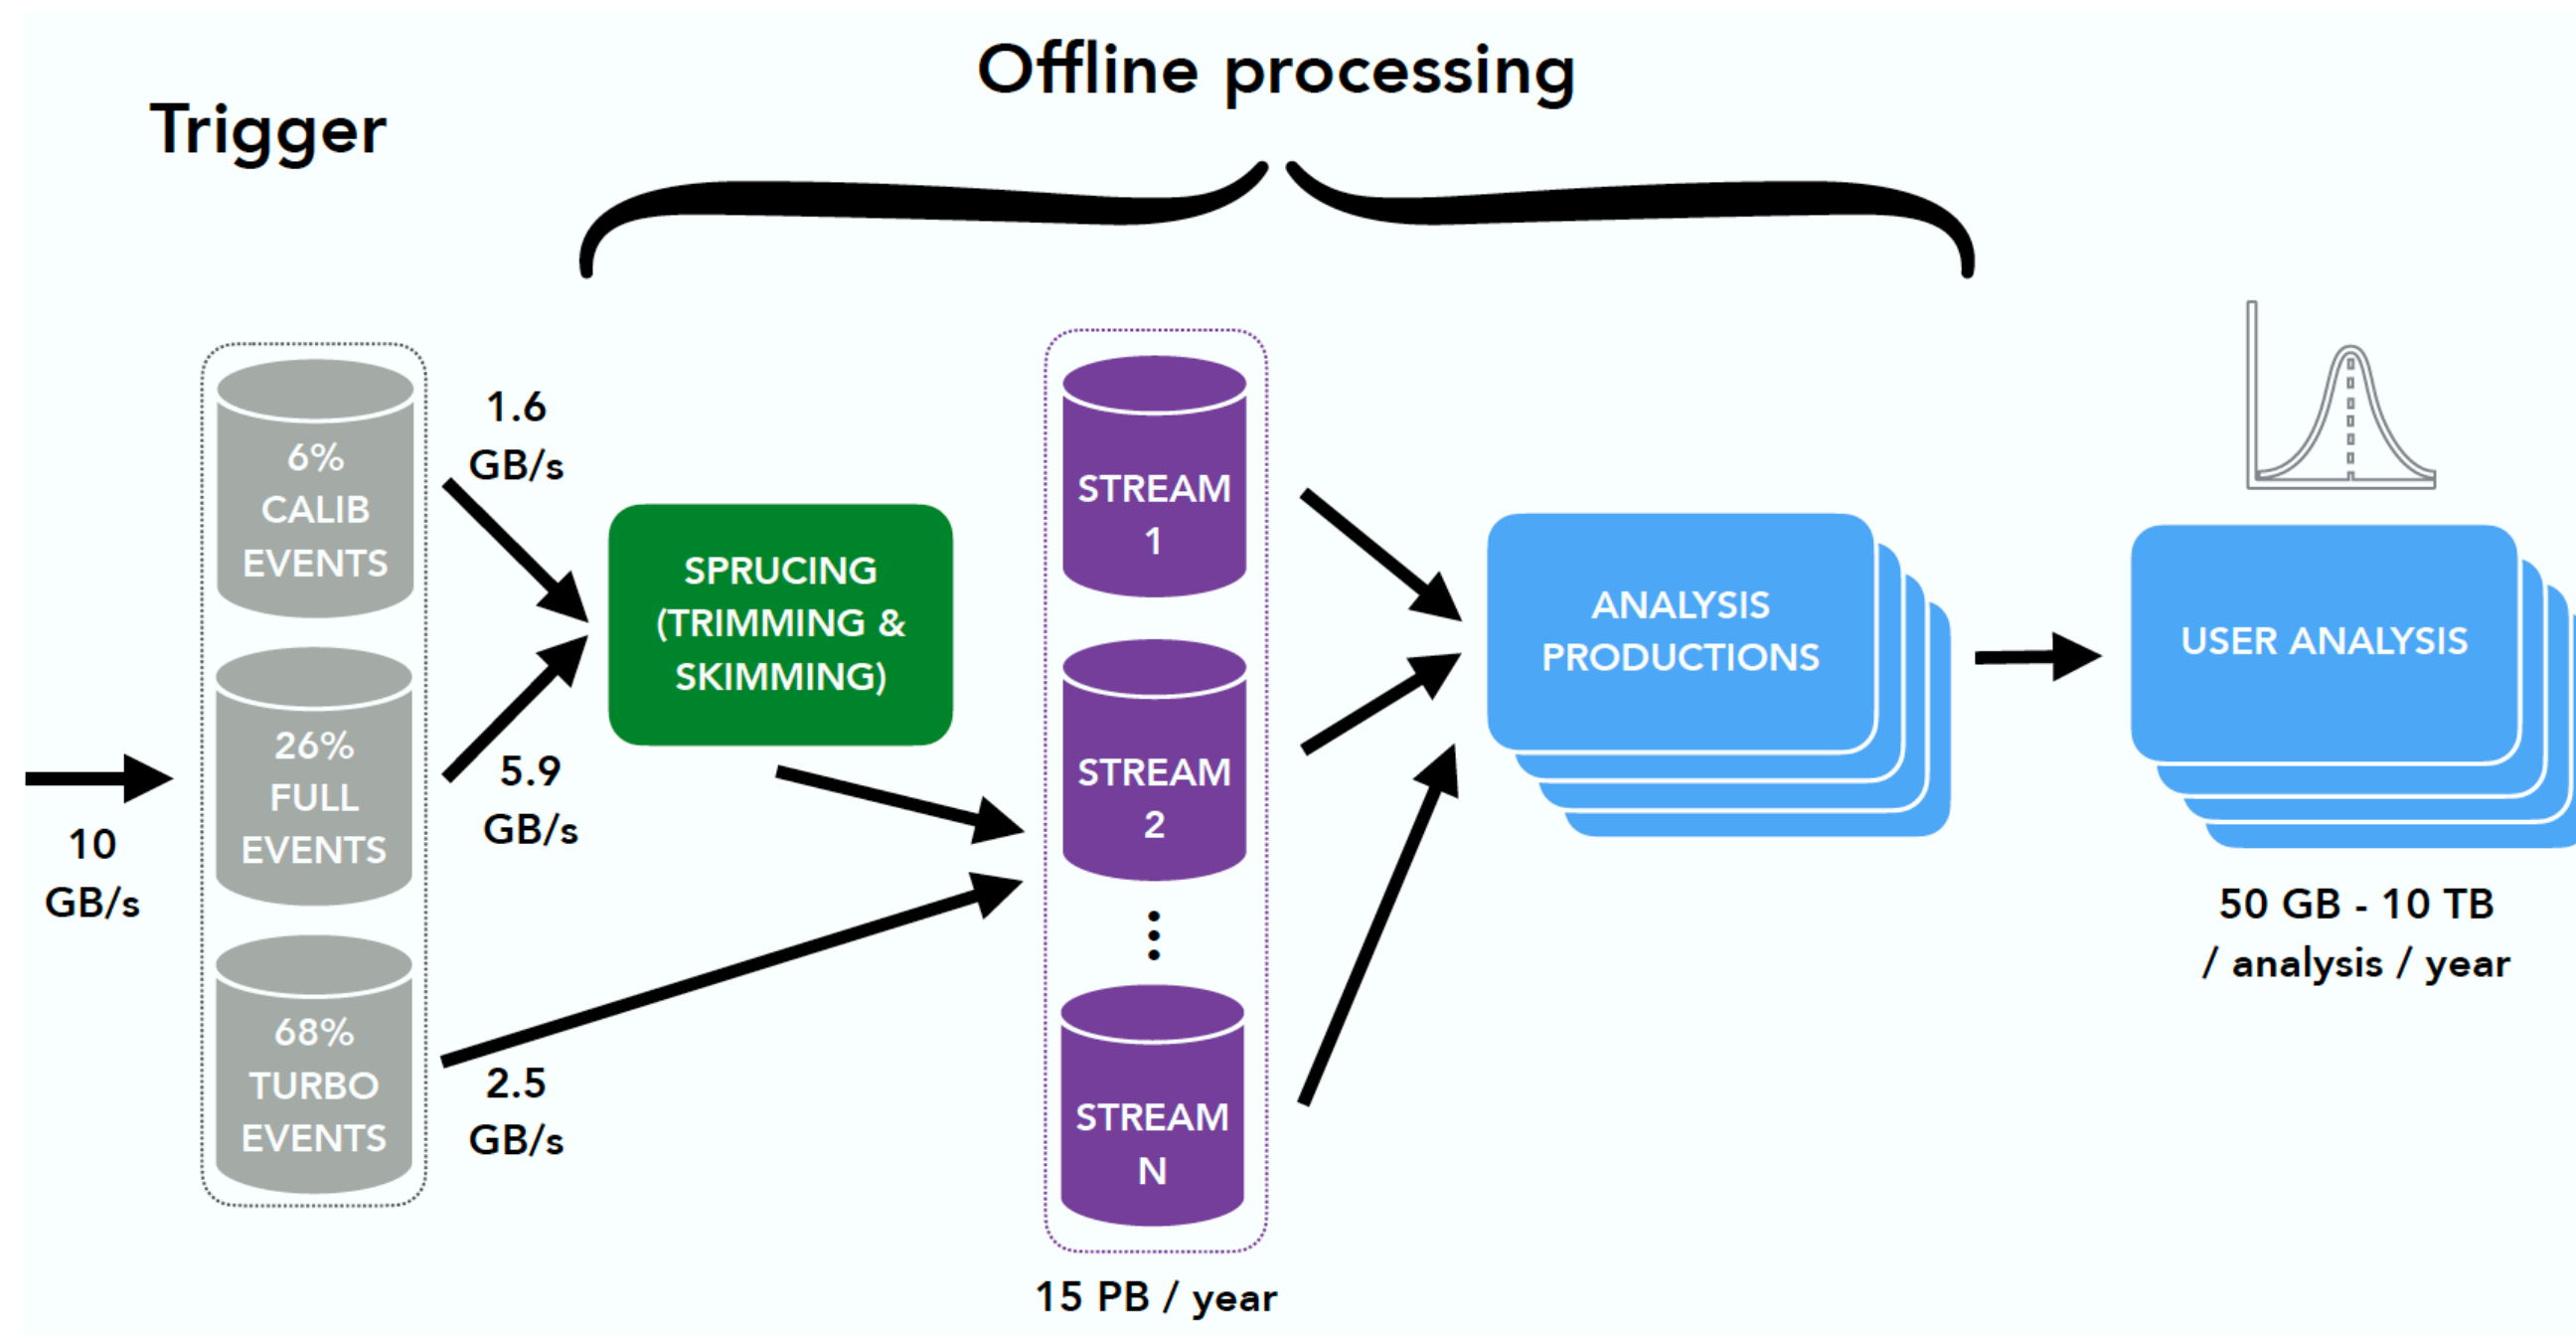 Offline processing
Trigger
10
GB/s
6%
CALIB
EVENTS
26%
FULL
EVENTS
68%
TURBO
EVENTS
1.6
GB/s
5.9
GB/s
2.5
GB/s
SPRUCING
(TRIMMING &
SKIMMING)
STREAM
1
STREAM
2
STREAM
N
15 PB / year
ANALYSIS
PRODUCTIONS
USER ANALYSIS
50 GB - 10 TB
/ analysis / year